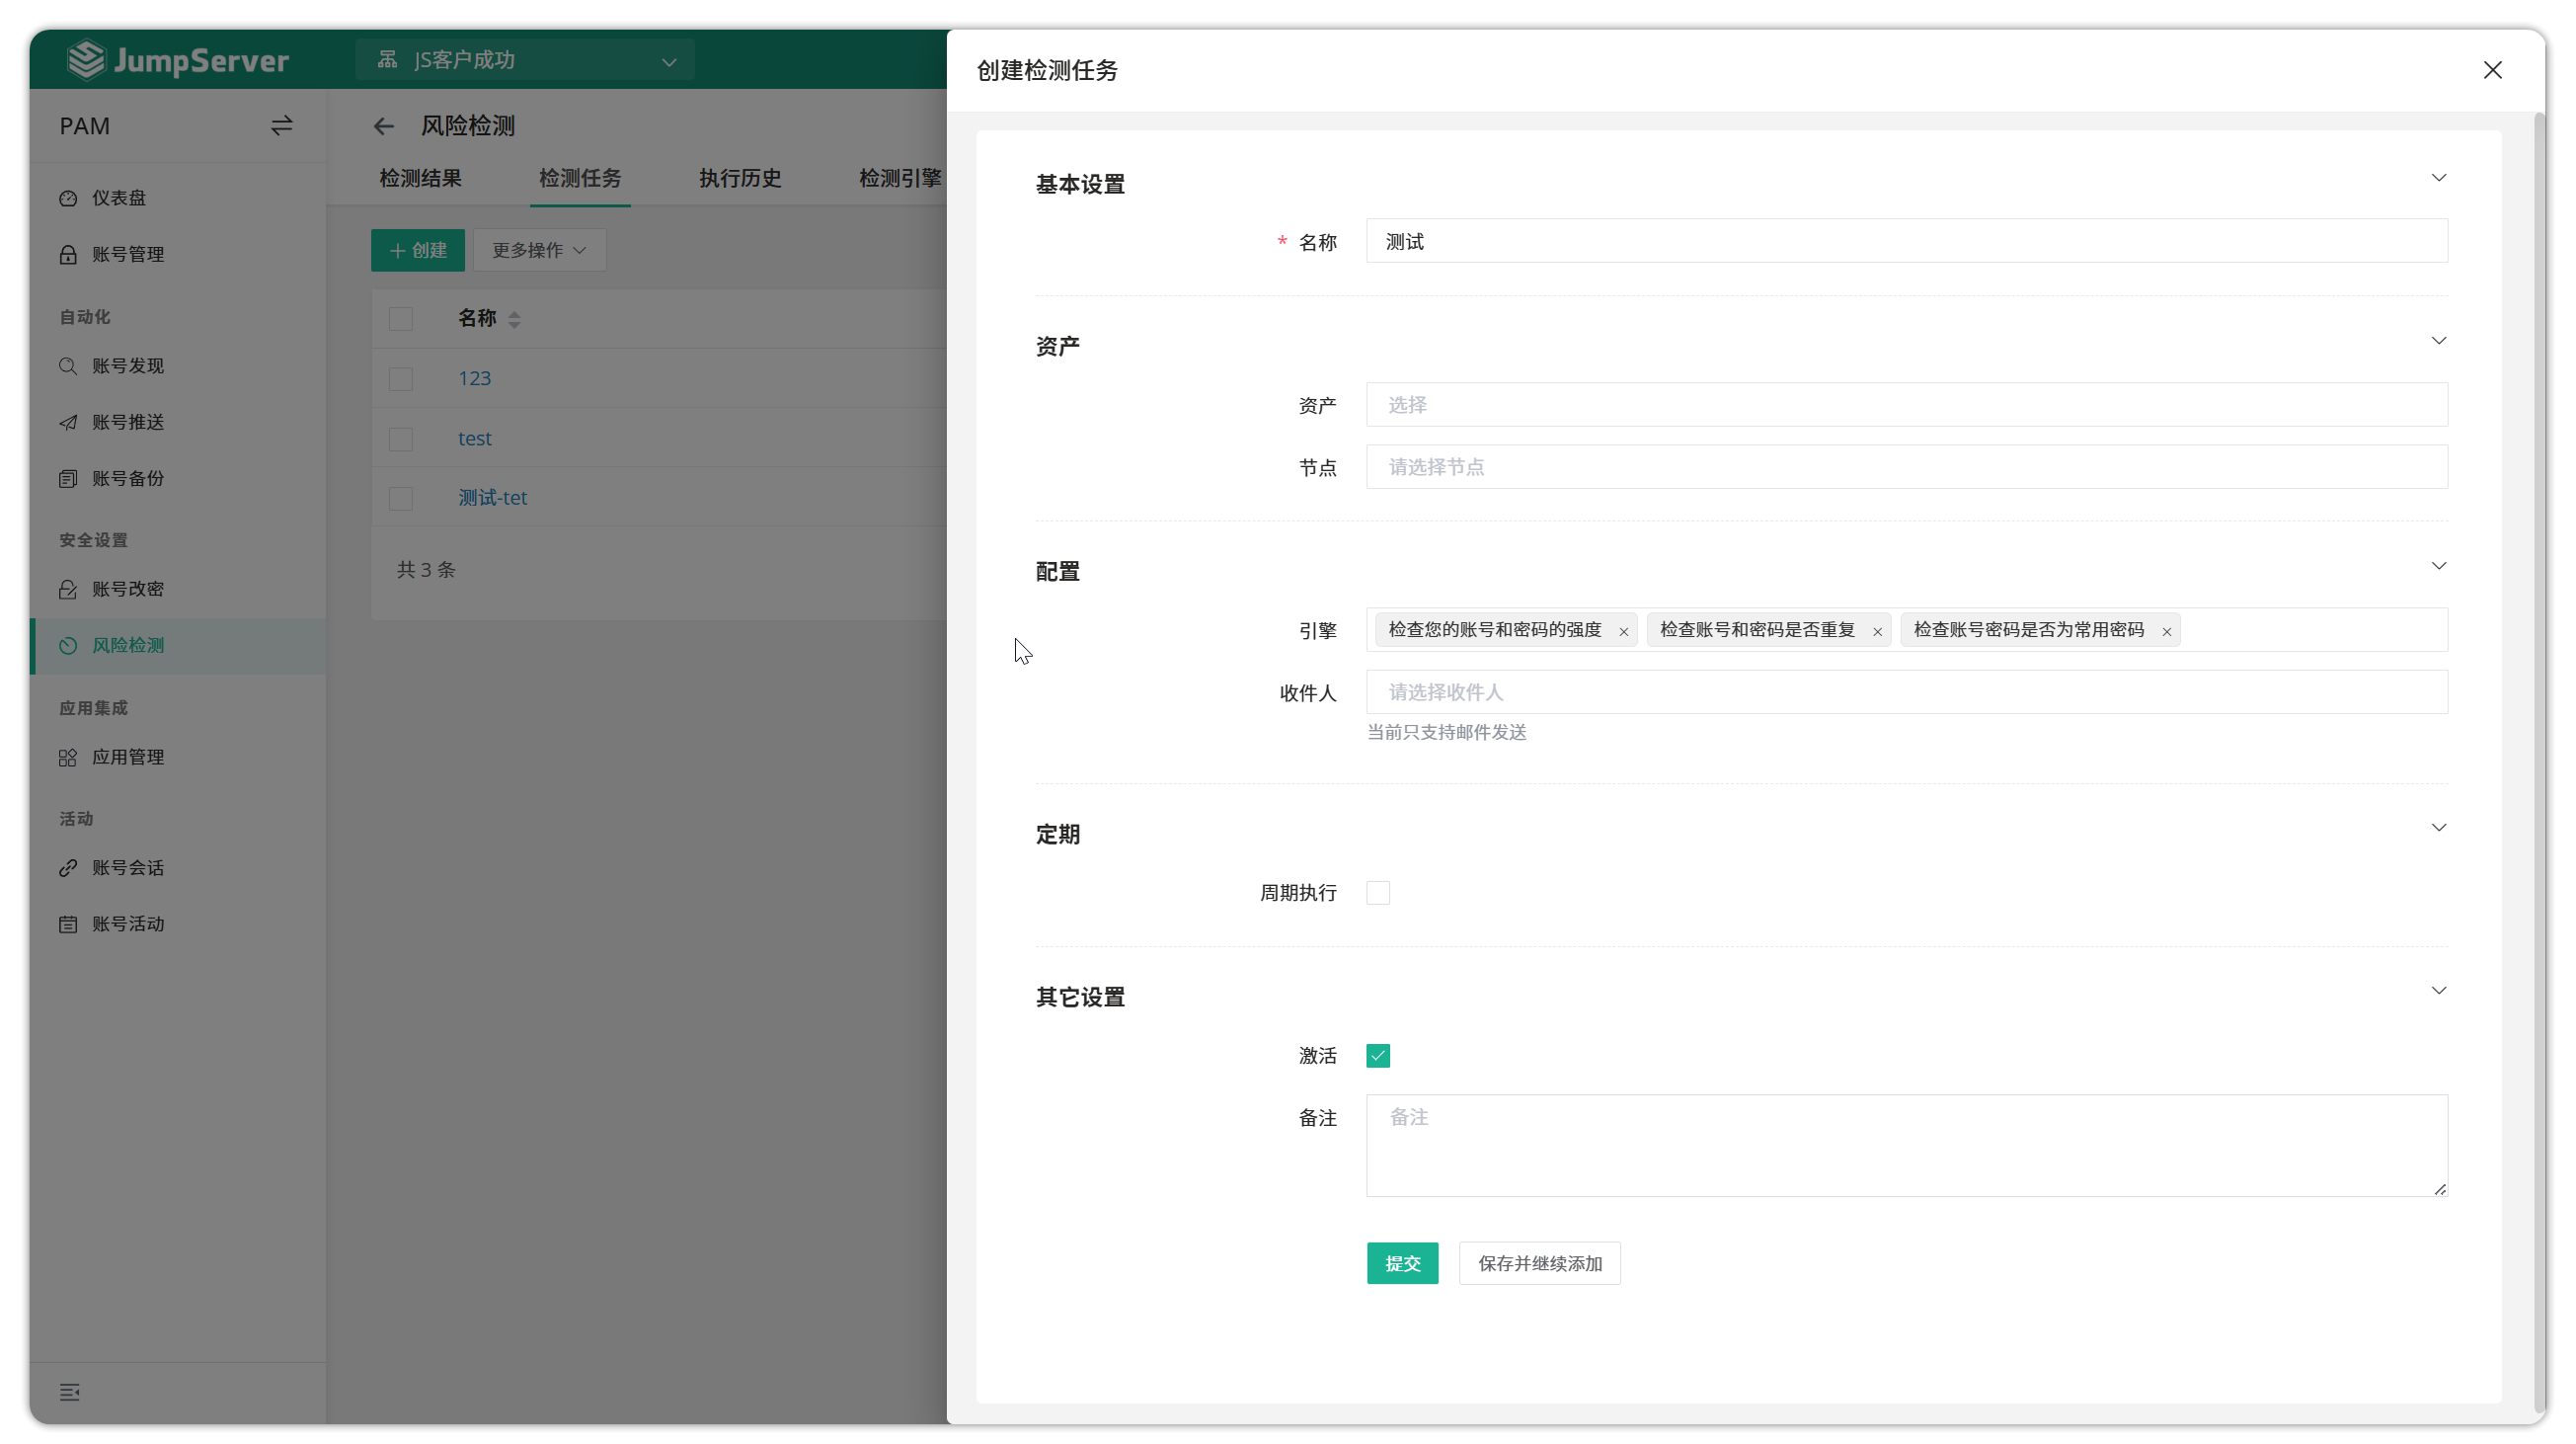 JumpServer
JS客户成功
PAM
仪表盘
账号管理
自动化
账号发现
账号推送
账号备份
安全设置
账号改密
风险检测
应用集成
应用管理
活动
账号会话
账号活动
风险检测
检测结果 检测任务 执行历史 检测引擎
创建 更多操作
名称
123
test
测试-tet
共 3 条
创建检测任务
基本设置
* 名称 测试
资产
资产 选择
节点 请选择节点
配置
引擎 检查您的账号和密码的强度 × 检查账号和密码是否重复 × 检查账号密码是否为常用密码 ×
收件人 请选择收件人
当前只支持邮件发送
定期
周期执行
其它设置
激活
备注 备注
提交 保存并继续添加